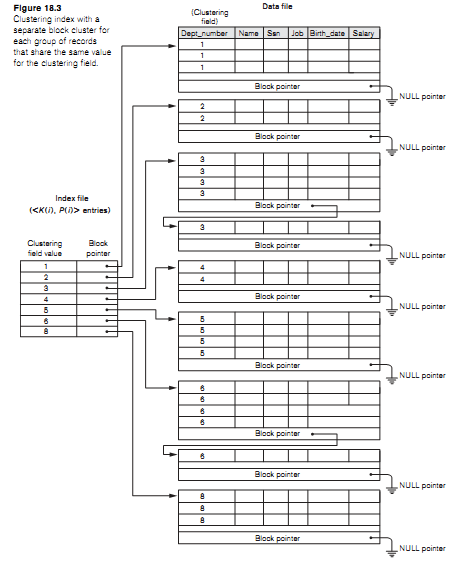 Figure 18.3
Clustering index with a
separate block cluster for
each group of records
that share the same value
for the clustering field.
Data file
(Clustering
field)
Dept_number Name Ssn Job Birth_date Salary
1
1
1
Block pointer
NULL pointer
2
2
Block pointer
NULL pointer
3
3
3
3
Block pointer
3
Block pointer
NULL pointer
4
4
Block pointer
NULL pointer
5
5
5
5
Block pointer
NULL pointer
6
6
6
6
Block pointer
6
Block pointer
NULL pointer
8
8
8
Block pointer
NULL pointer
Index file
(<K(i), P(i)> entries)
Clustering
field value
Block
pointer
1
2
3
4
5
6
8